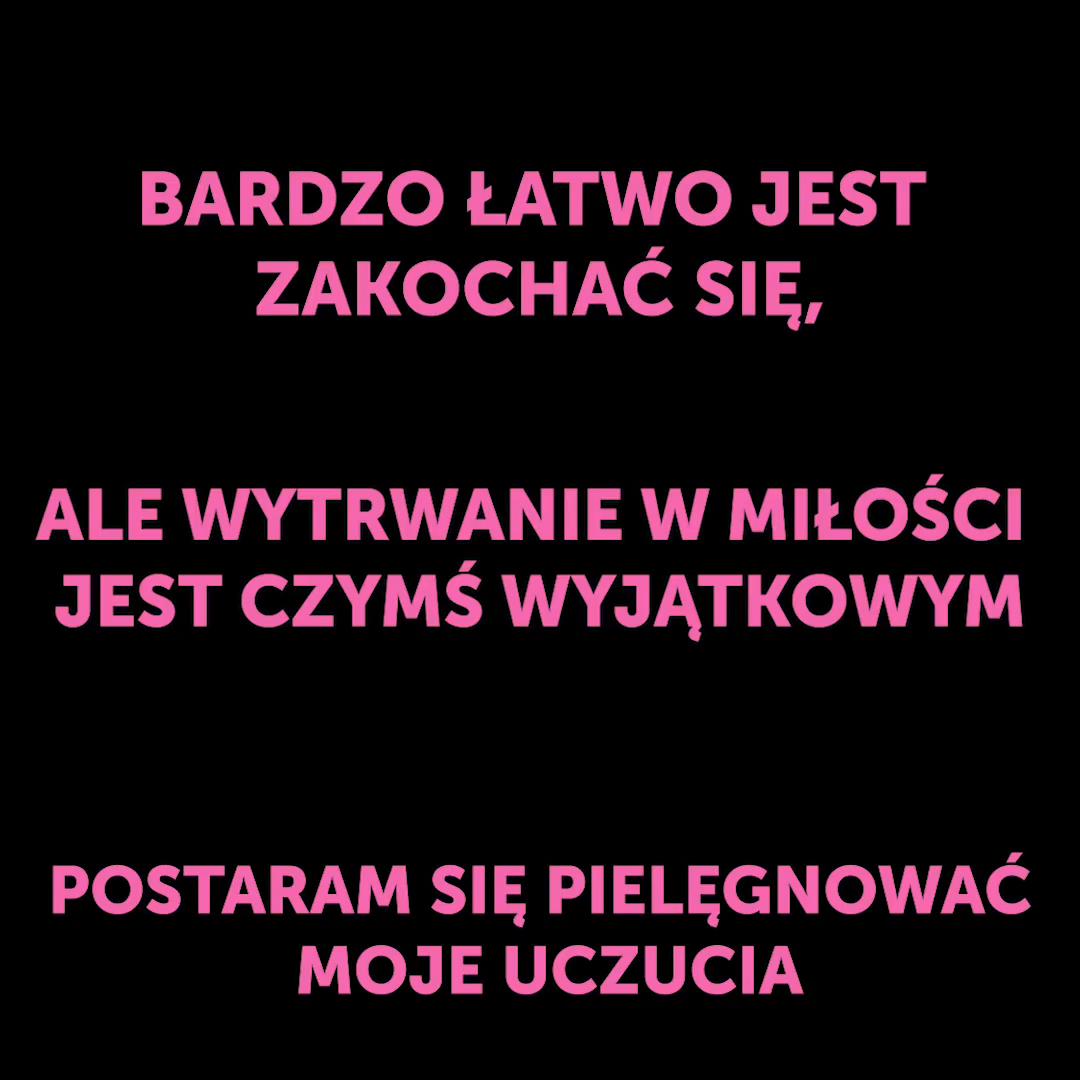 BARDZO ŁATWO JEST
ZAKOCHAĆ SIĘ,
ALE WYTRWANIE W MIŁOŚCI
JEST CZYMŚ WYJĄTKOWYM
POSTARAM SIĘ PIELĘGNOWAĆ
MOJE UCZUCIA